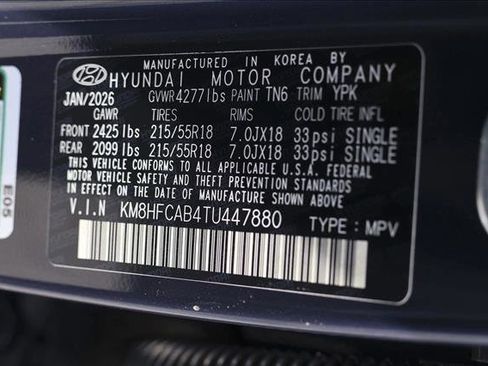 MANUFACTURED IN KOREA BY
HYUNDAI MOTOR COMPANY
JAN/2026 GVWR 4277lbs PAINT TN6 TRIM YPK
GAWR TIRES RIMS COLD TIRE INFL
FRONT 2425 lbs 215/55R18 7.0JX18 33psi SINGLE
REAR 2099 lbs 215/55R18 7.0JX18 33psi SINGLE
THIS VEHICLE CONFORMS TO ALL APPLICABLE U.S.A. FEDERAL
MOTOR VEHICLE SAFETY AND THEFT PREVENTION STANDARDS
IN EFFECT ON THE DATE OF MANUFACTURE SHOWN ABOVE.
V.I.N KM8HFCAB4TU447880 TYPE : MPV
E05